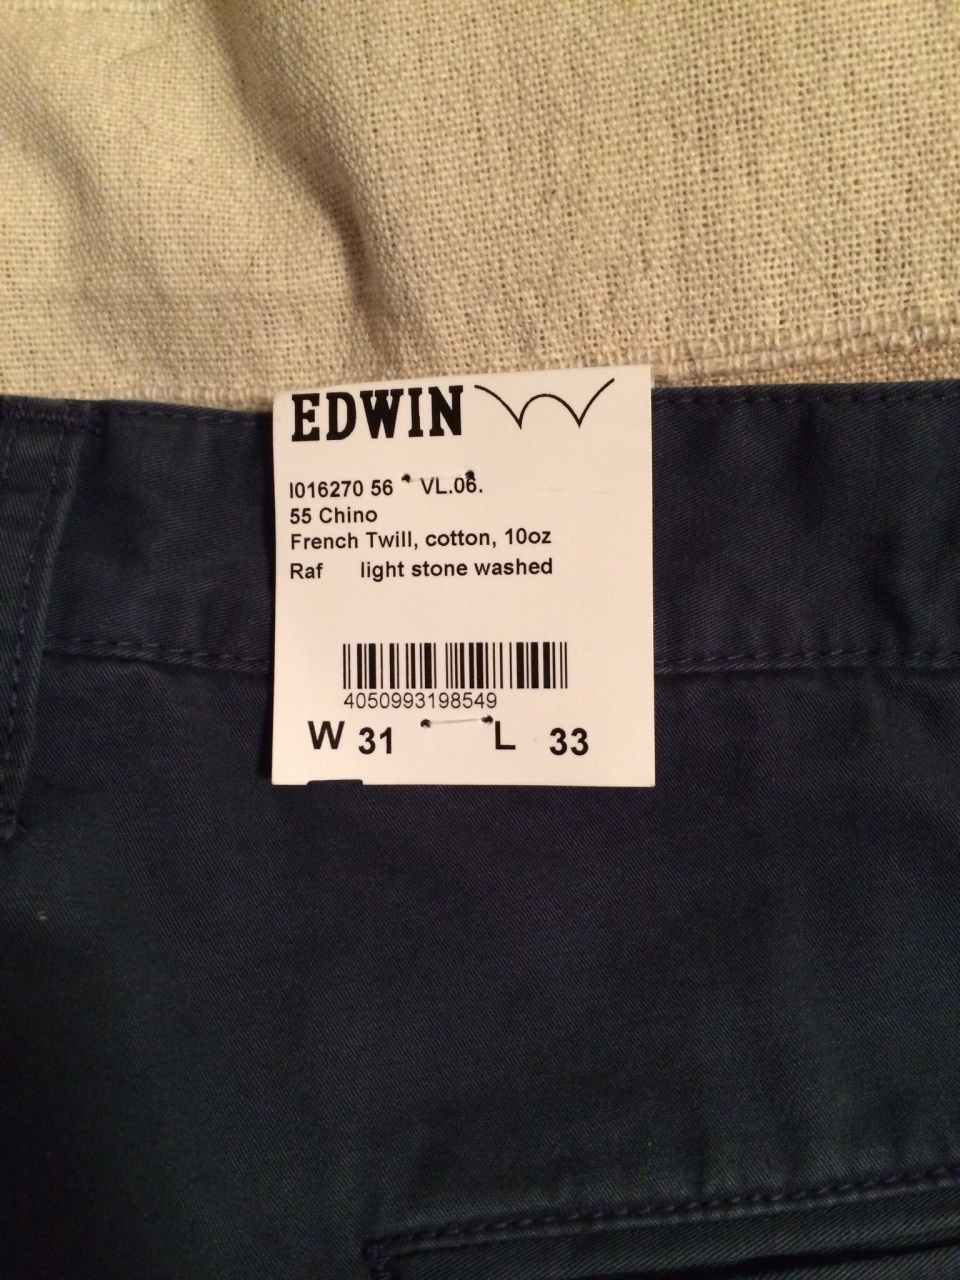 EDWIN
I016270 56 VL.06.
55 Chino
French Twill, cotton, 10oz
Raf light stone washed
4050993198549
W 31 L 33